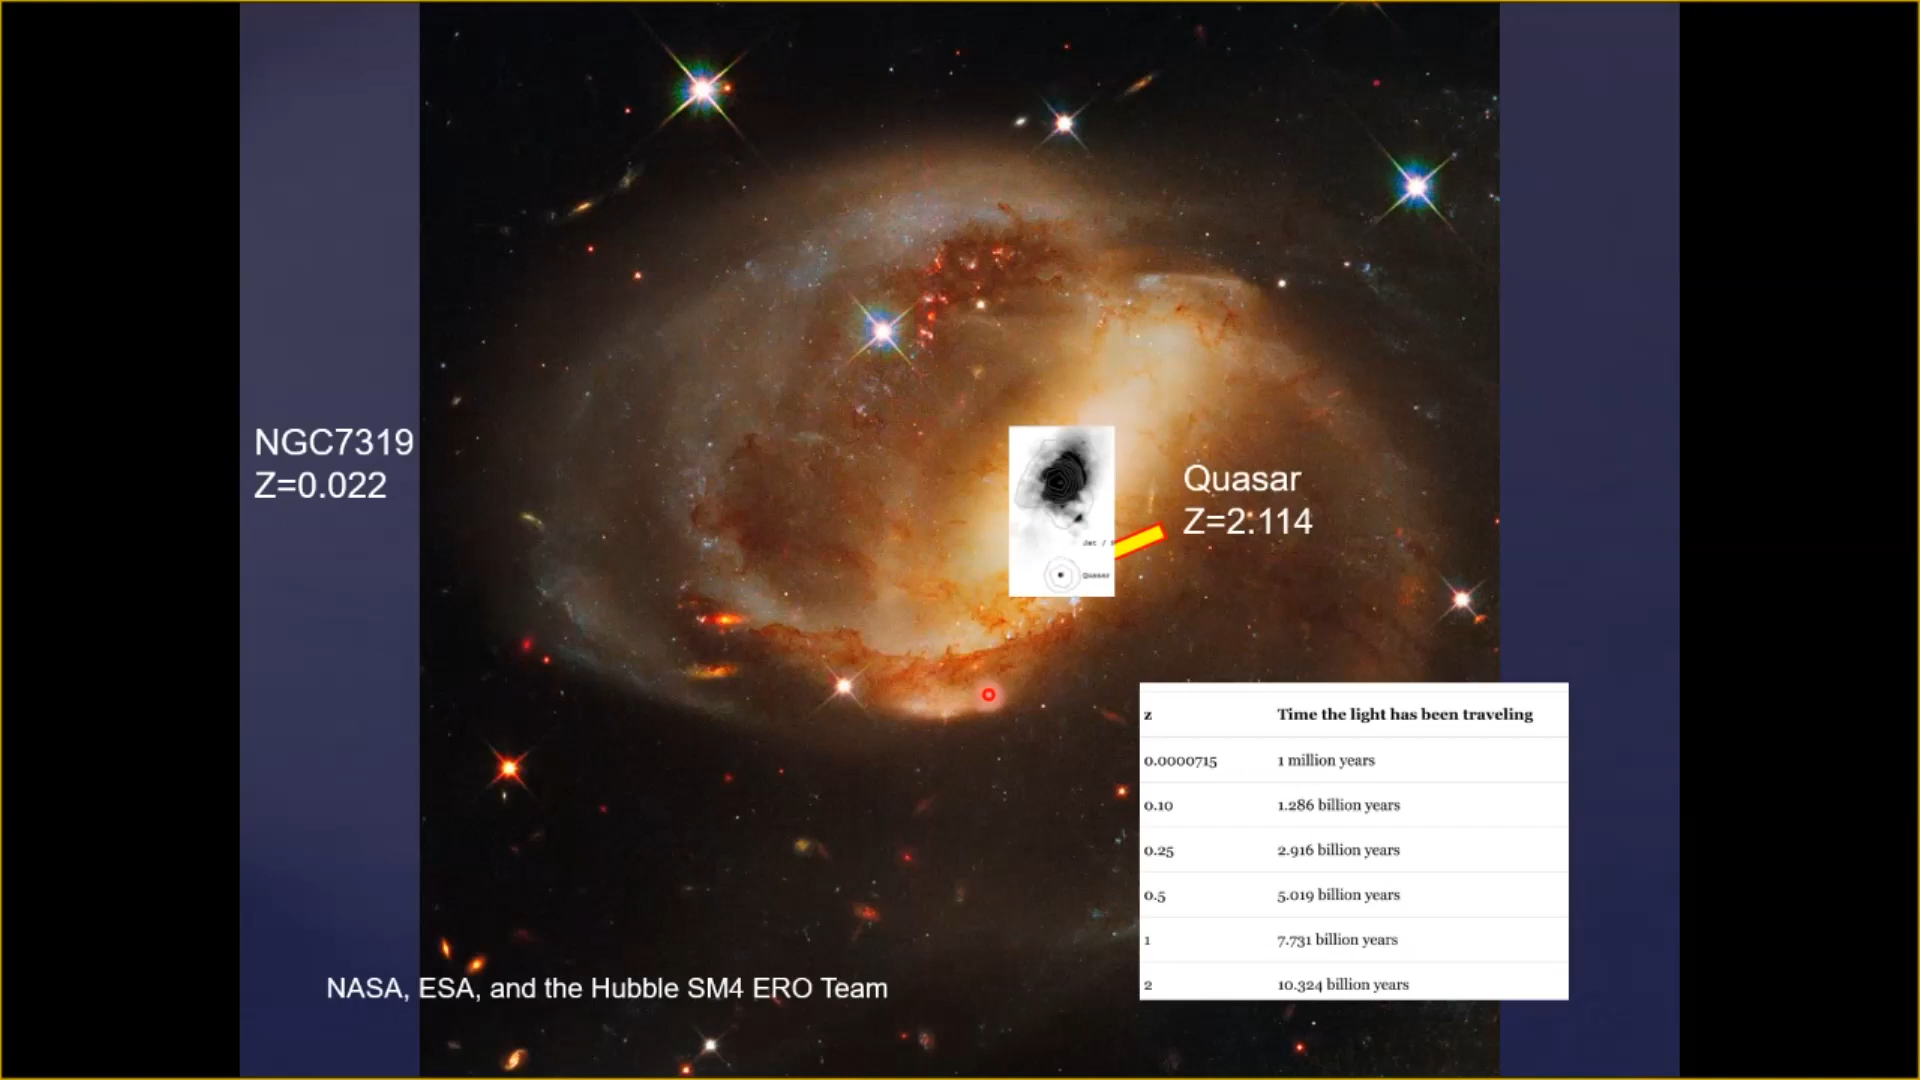 NGC7319
Z=0.022
Quasar
Z=2.114
Jet /
Quasar
z Time the light has been traveling
0.0000715 1 million years
0.10 1.286 billion years
0.25 2.916 billion years
0.5 5.019 billion years
1 7.731 billion years
2 10.324 billion years
NASA, ESA, and the Hubble SM4 ERO Team